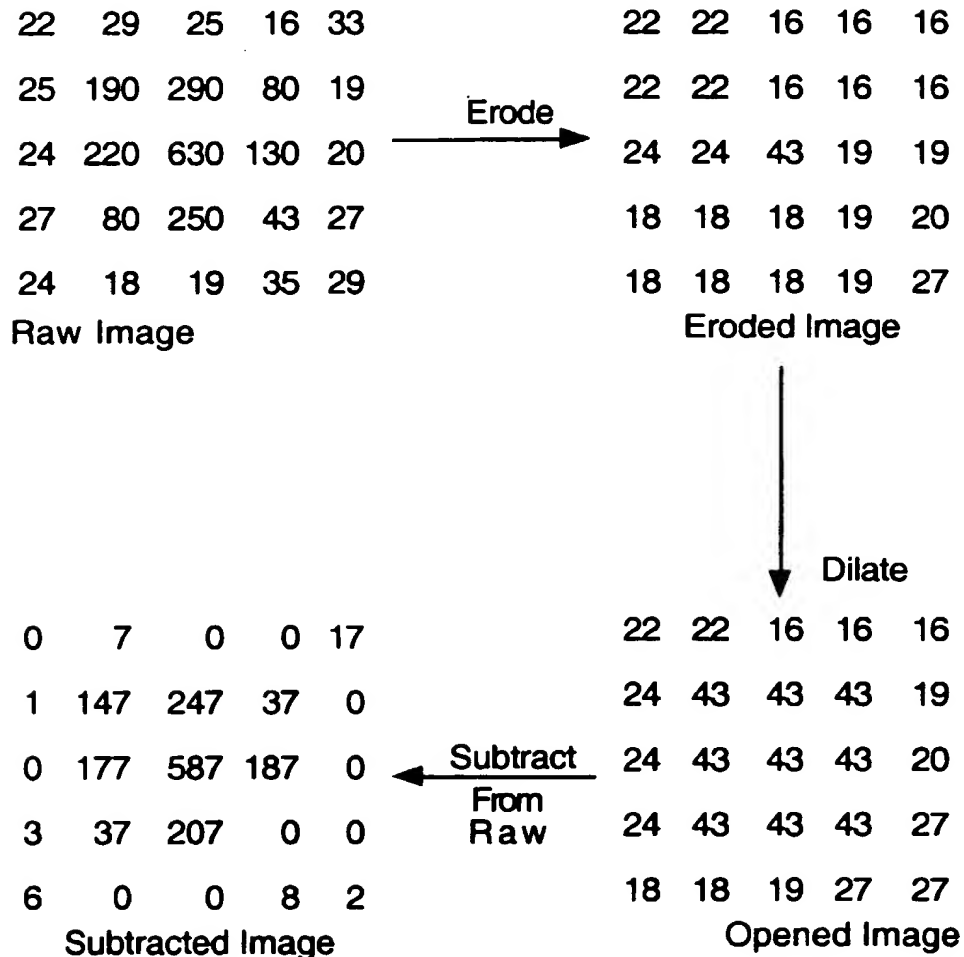 22 29 25 16 33
25 190 290 80 19
24 220 630 130 20
27 80 250 43 27
24 18 19 35 29
Raw Image
Erode
22 22 16 16 16
22 22 16 16 16
24 24 43 19 19
18 18 18 19 20
18 18 18 19 27
Eroded Image
Dilate
22 22 16 16 16
24 43 43 43 19
24 43 43 43 20
24 43 43 43 27
18 18 19 27 27
Opened Image
Subtract
From
Raw
0 7 0 0 17
1 147 247 37 0
0 177 587 187 0
3 37 207 0 0
6 0 0 8 2
Subtracted Image